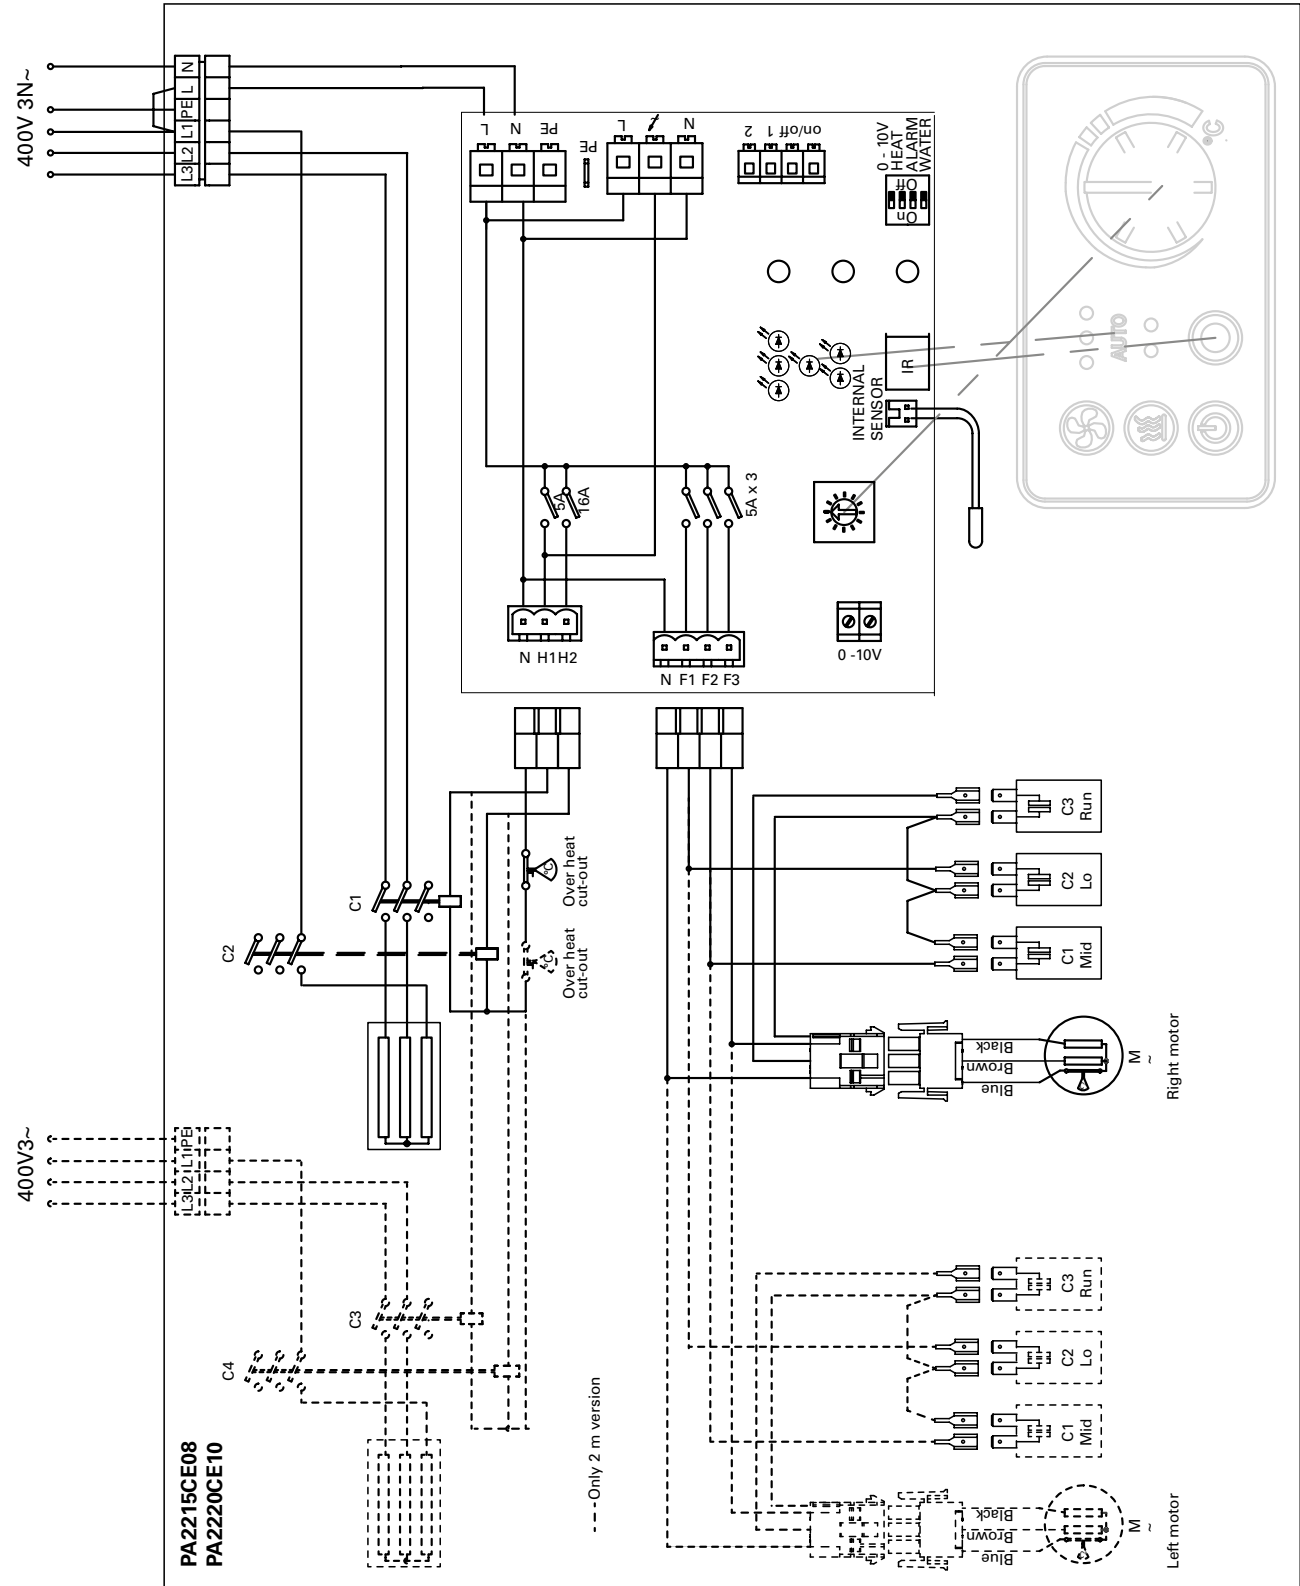 400V 3N~
N
L
PE
L1
L2
L3
L
N
PE
PE
L
N
2
1
on/off
0 - 10V
HEAT
ALARM
WATER
Off
On
°C
AUTO
IR
INTERNAL
SENSOR
5A
16A
5A x 3
N H1 H2
N F1 F2 F3
0 -10V
C1
C2
°C
Over heat
cut-out
°C
Over heat
cut-out
C3
Run
C2
Lo
C1
Mid
Black
Brown
Blue
M
~
Right motor
400V3~
PE
L1
L2
L3
C3
C4
PA2215CE08
PA2220CE10
---Only 2 m version
C3
Run
C2
Lo
C1
Mid
Black
Brown
Blue
M
~
Left motor